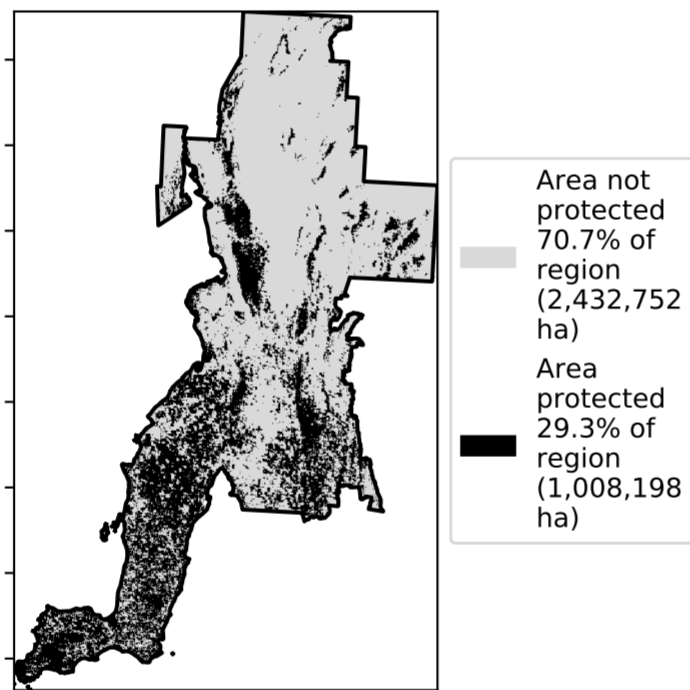 Area not
protected
70.7% of
region
(2,432,752
ha)
Area
protected
29.3% of
region
(1,008,198
ha)